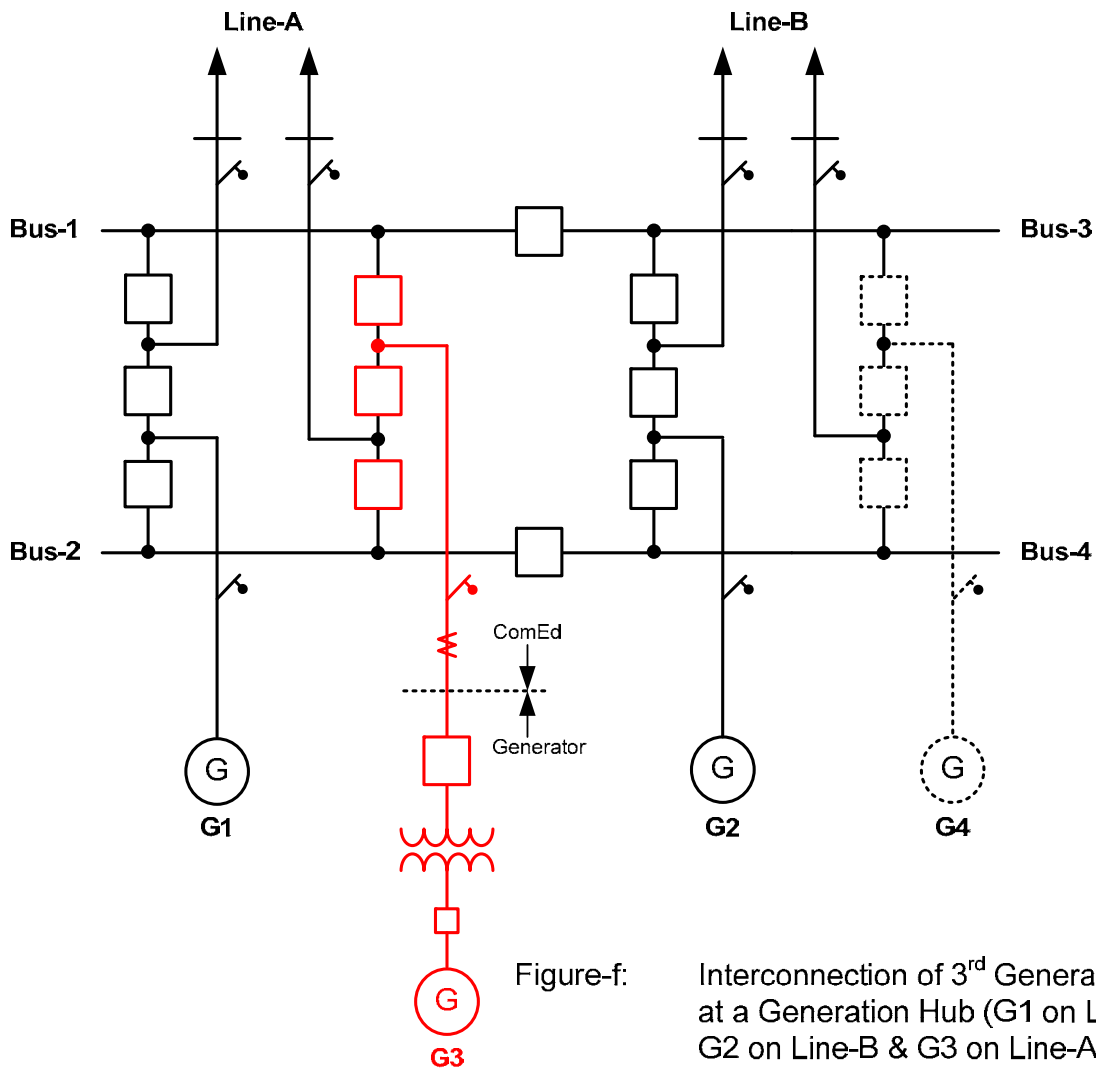 Line-A
Line-B
Bus-1
Bus-3
Bus-2
Bus-4
ComEd
Generator
G
G1
G
G2
G
G4
G
G3
Figure-f: Interconnection of 3rd Genera
at a Generation Hub (G1 on L
G2 on Line-B & G3 on Line-A